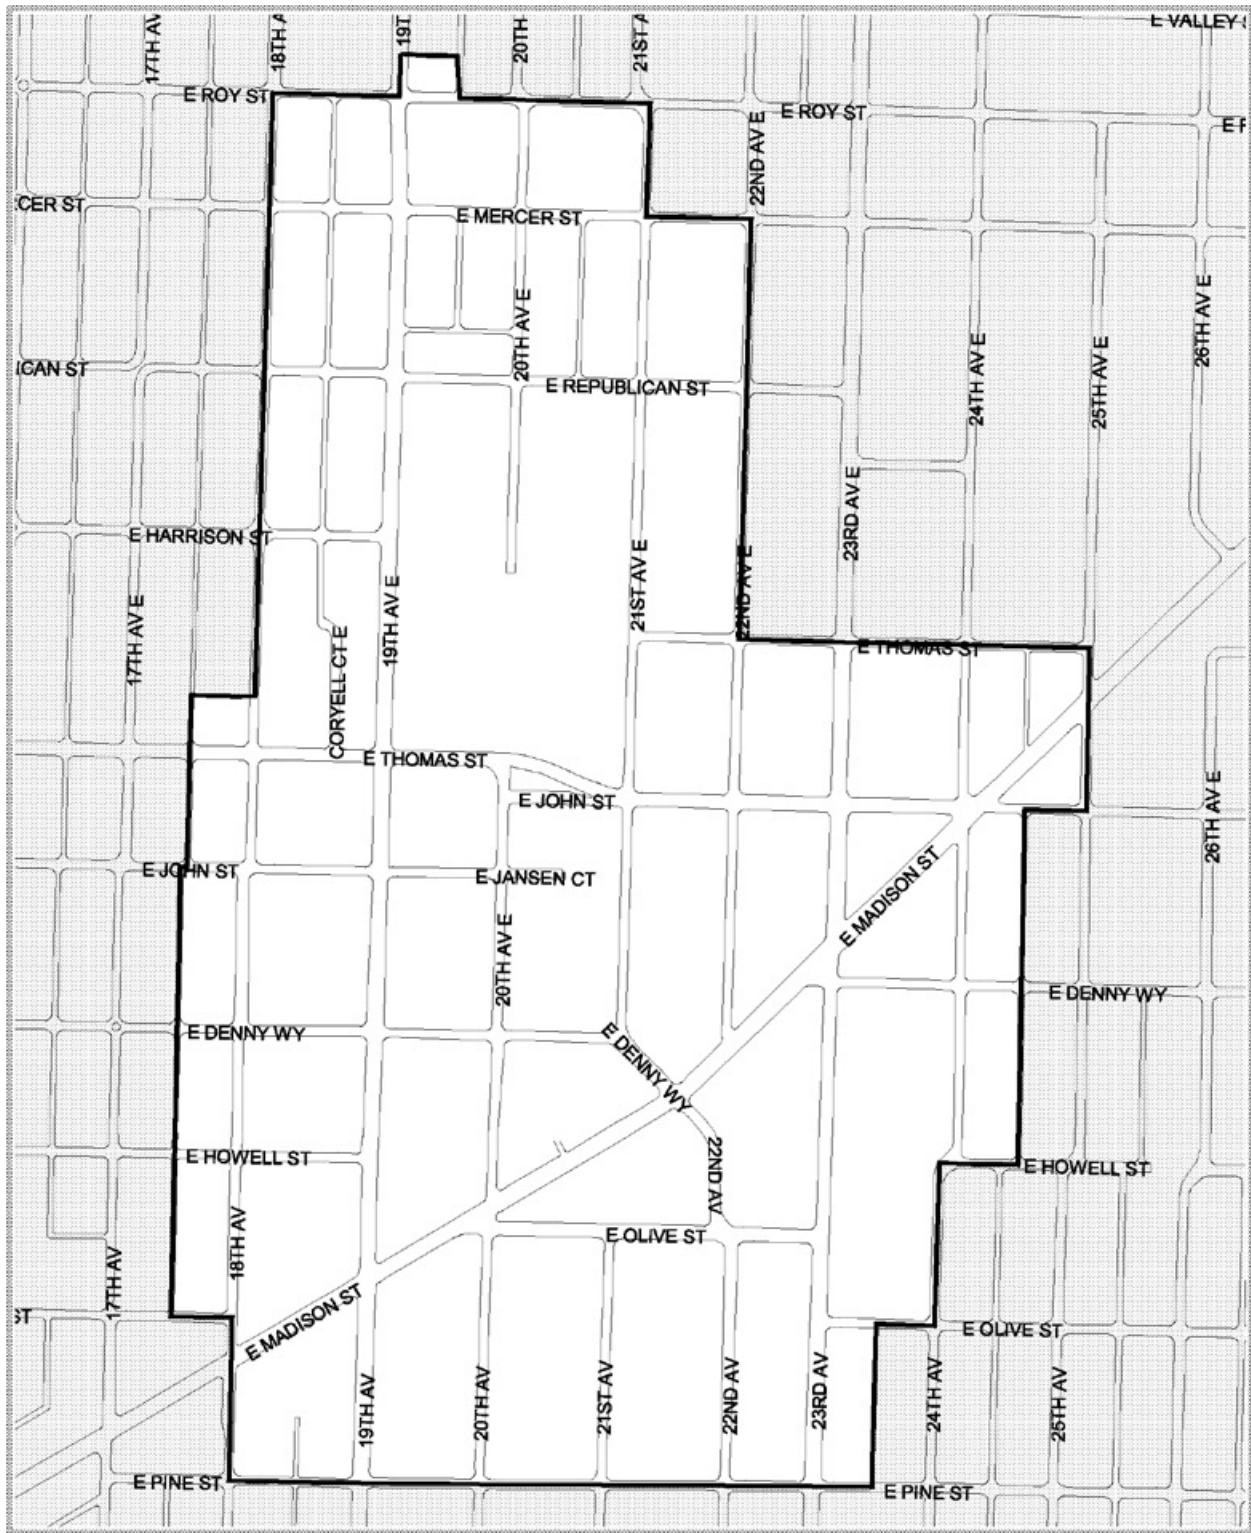 E VALLEY S
17TH AV
18TH A
19T
20TH
21ST A
E ROY ST
E ROY ST
E
22ND AV E
CER ST
E MERCER ST
20TH AV E
26TH AV E
ICAN ST
E REPUBLICAN ST
24TH AV E
25TH AV E
23RD AV E
E HARRISON ST
21ST AV E
22ND AV E
19TH AV E
17TH AV E
CORYELL CT E
E THOMAS ST
E THOMAS ST
E JOHN ST
26TH AV E
E JOHN ST
E JANSEN CT
E MADISON ST
20TH AV E
E DENNY WY
E DENNY WY
E DENNY WY
E HOWELL ST
22ND AV
E HOWELL ST
18TH AV
17TH AV
E OLIVE ST
ST
E MADISON ST
E OLIVE ST
19TH AV
20TH AV
21ST AV
22ND AV
23RD AV
24TH AV
25TH AV
E PINE ST
E PINE ST